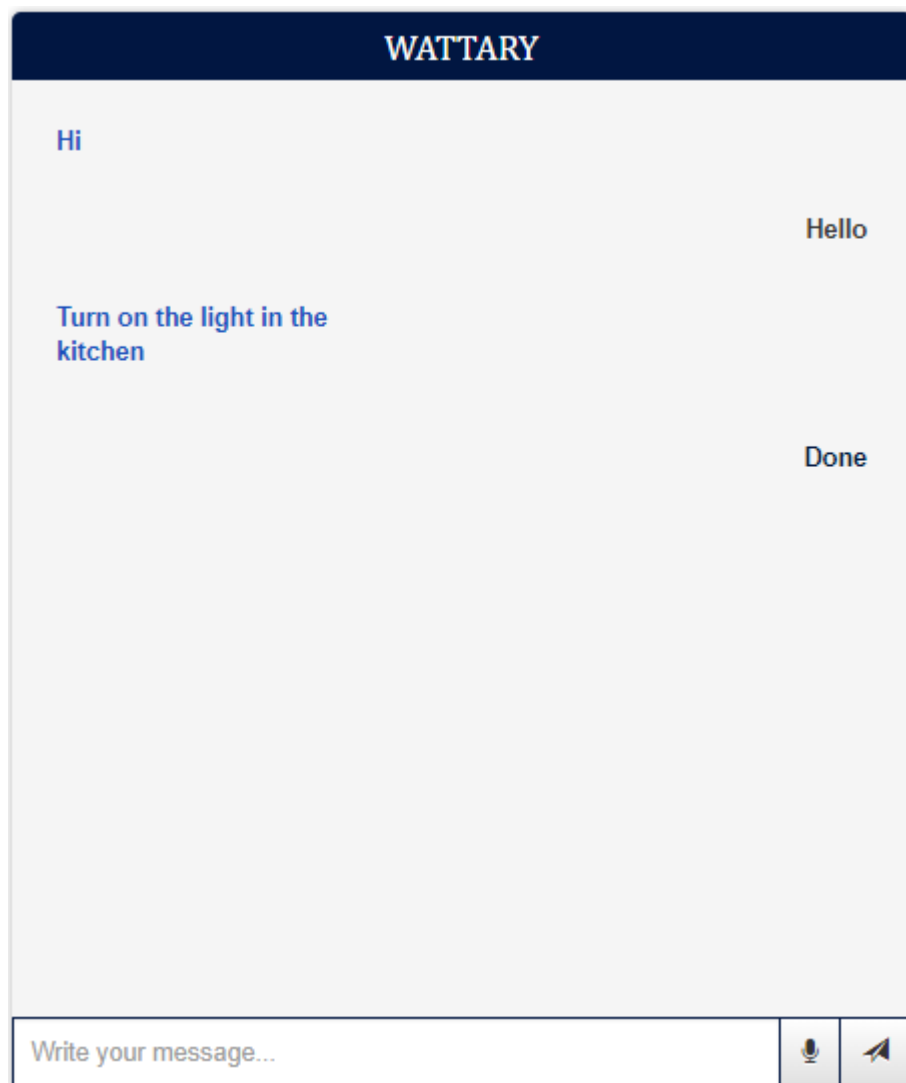 WATTARY
Hi
Hello
Turn on the light in the
kitchen
Done
Write your message...